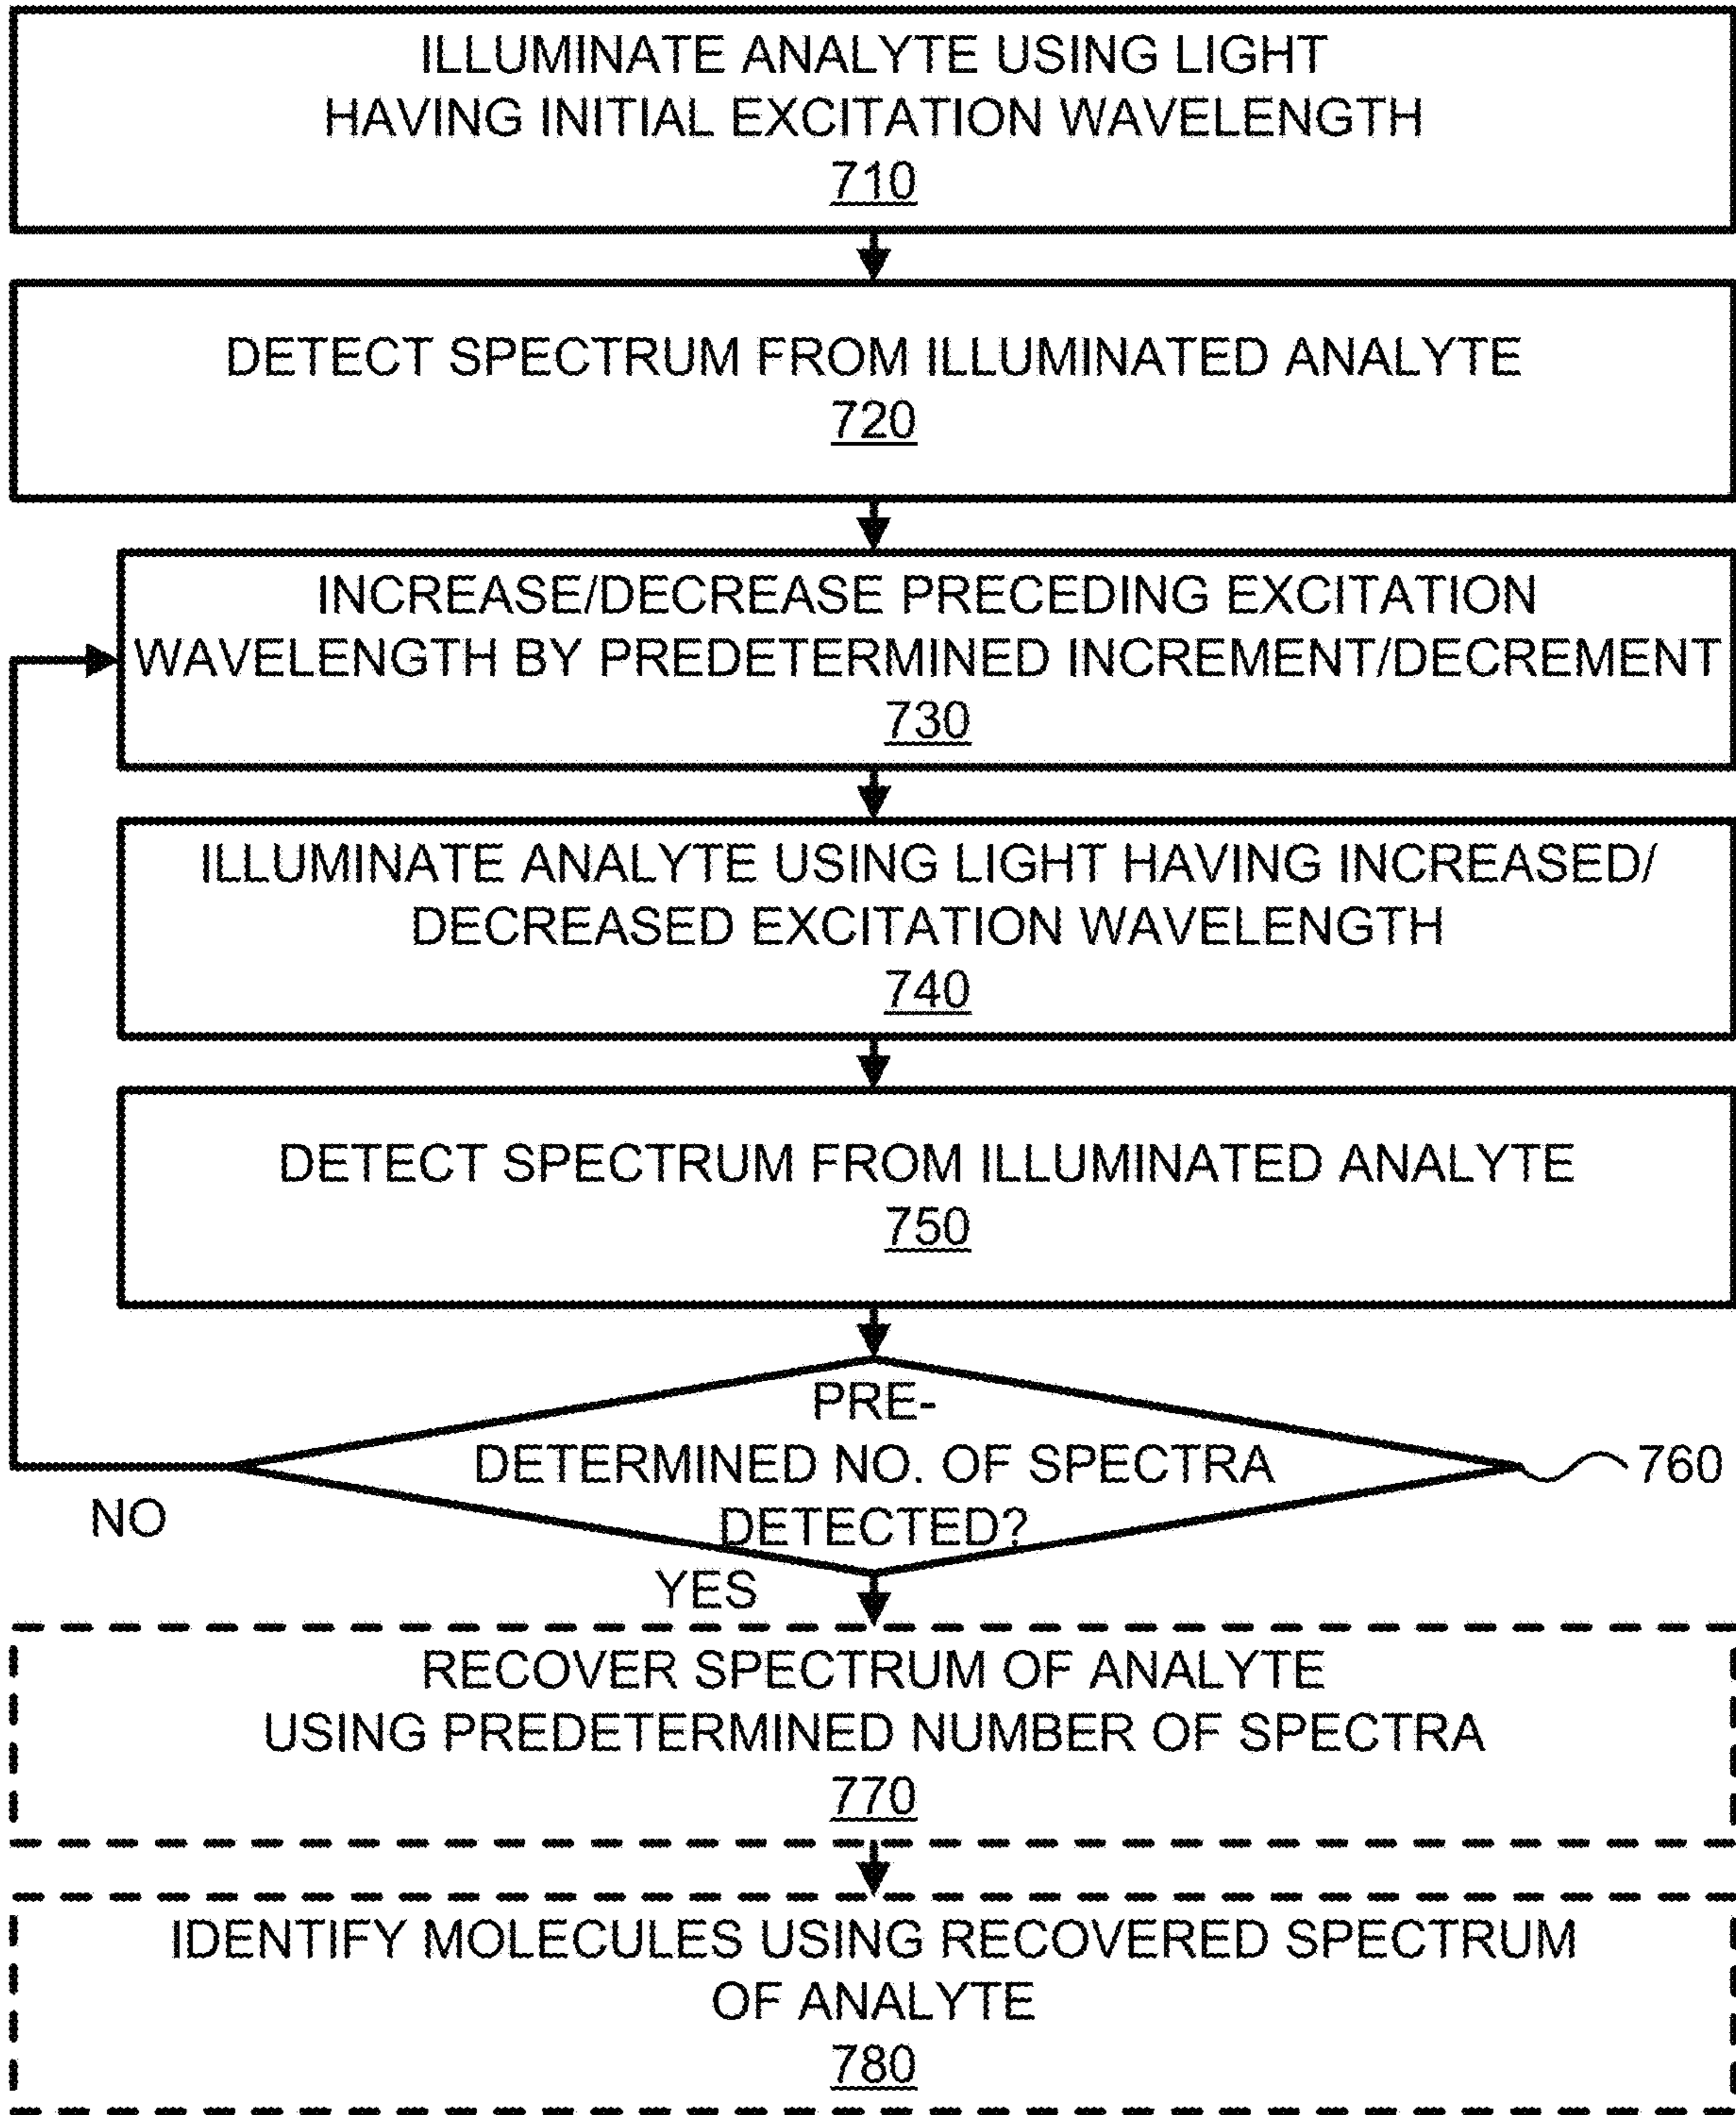 ILLUMINATE ANALYTE USING LIGHT
HAVING INITIAL EXCITATION WAVELENGTH
710
DETECT SPECTRUM FROM ILLUMINATED ANALYTE
720
INCREASE/DECREASE PRECEDING EXCITATION
WAVELENGTH BY PREDETERMINED INCREMENT/DECREMENT
730
ILLUMINATE ANALYTE USING LIGHT HAVING INCREASED/
DECREASED EXCITATION WAVELENGTH
740
DETECT SPECTRUM FROM ILLUMINATED ANALYTE
750
PRE-
DETERMINED NO. OF SPECTRA
DETECTED?
760
NO
YES
RECOVER SPECTRUM OF ANALYTE
USING PREDETERMINED NUMBER OF SPECTRA
770
IDENTIFY MOLECULES USING RECOVERED SPECTRUM
OF ANALYTE
780